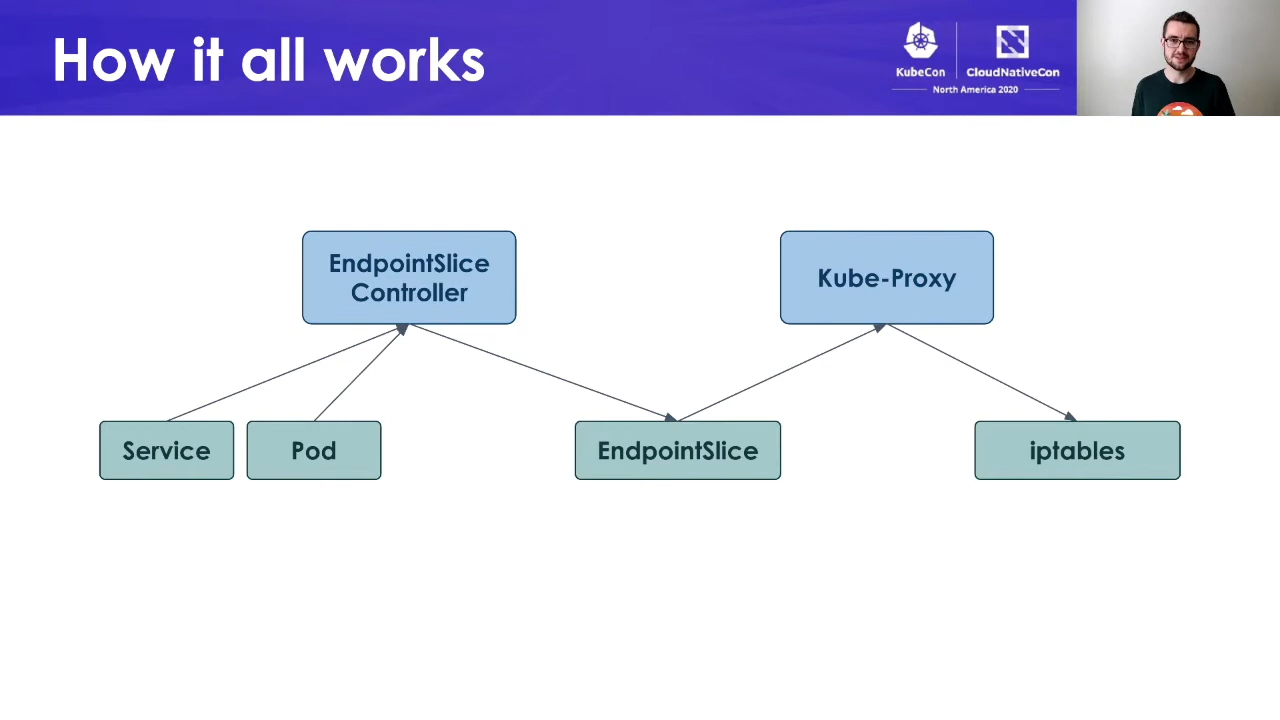 How it all works
KubeCon
CloudNativeCon
North America 2020
EndpointSlice
Controller
Kube-Proxy
Service
Pod
EndpointSlice
iptables